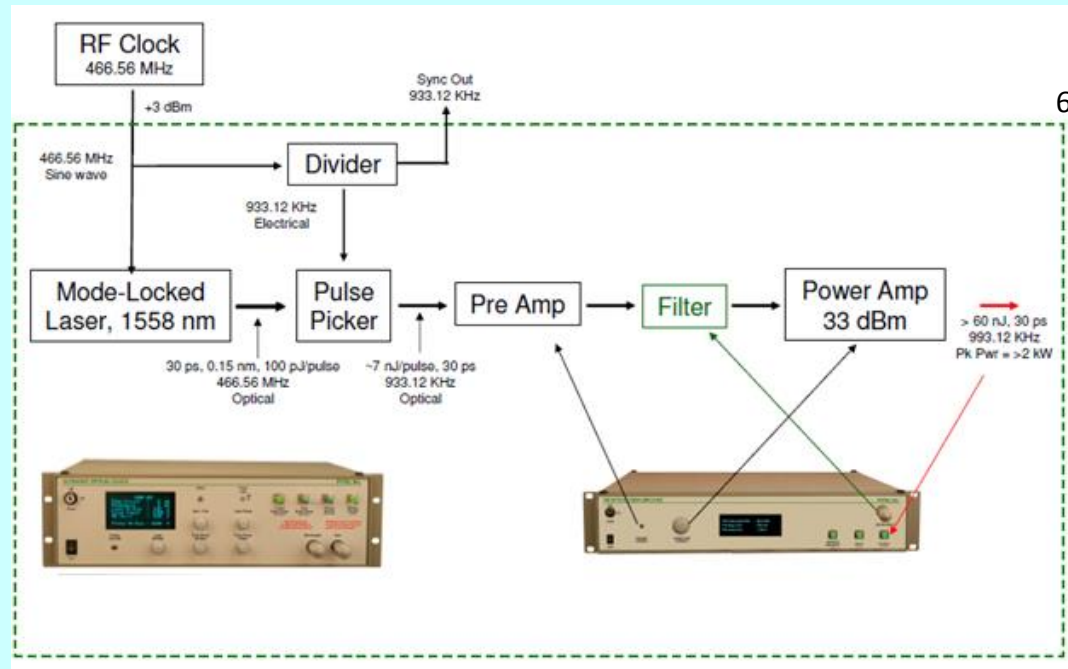 RF Clock
466.56 MHz
+3 dBm
Sync Out
933.12 KHz
6
466.56 MHz
Sine wave
Divider
933.12 KHz
Electrical
Mode-Locked
Laser, 1558 nm
Pulse
Picker
Pre Amp
Filter
Power Amp
33 dBm
> 60 nJ, 30 ps
993.12 KHz
Pk Pwr = >2 kW
30 ps, 0.15 nm, 100 pJ/pulse
466.56 MHz
Optical
~7 nJ/pulse, 30 ps
933.12 KHz
Optical